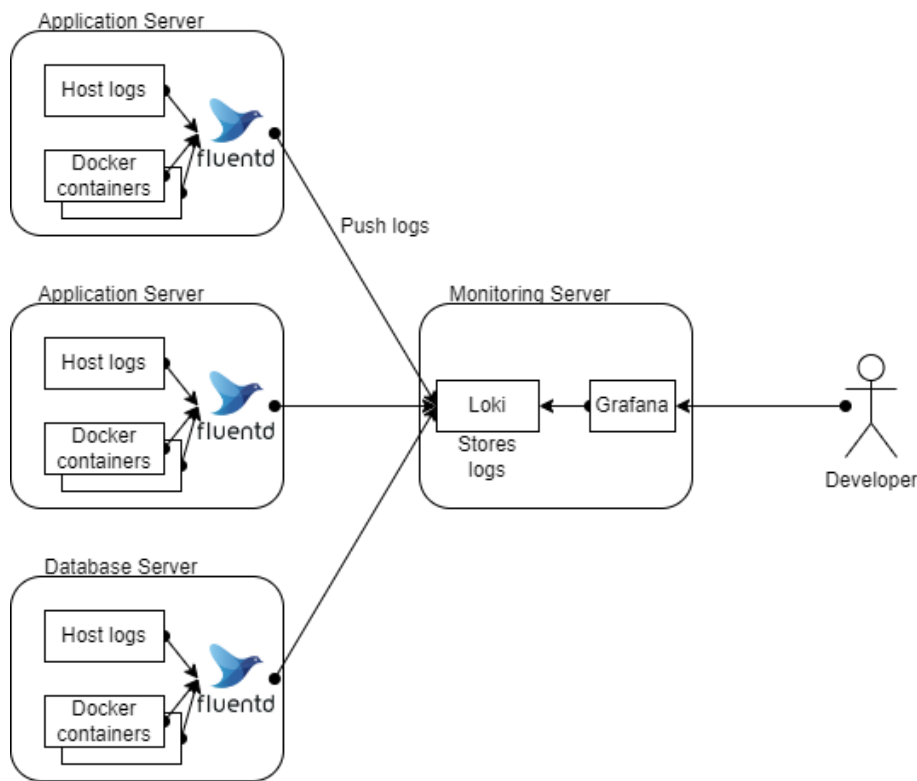 Application Server
Host logs
fluentd
Docker
containers
Push logs
Application Server
Host logs
fluentd
Docker
containers
Monitoring Server
Loki
Grafana
Stores
logs
Developer
Database Server
Host logs
fluentd
Docker
containers